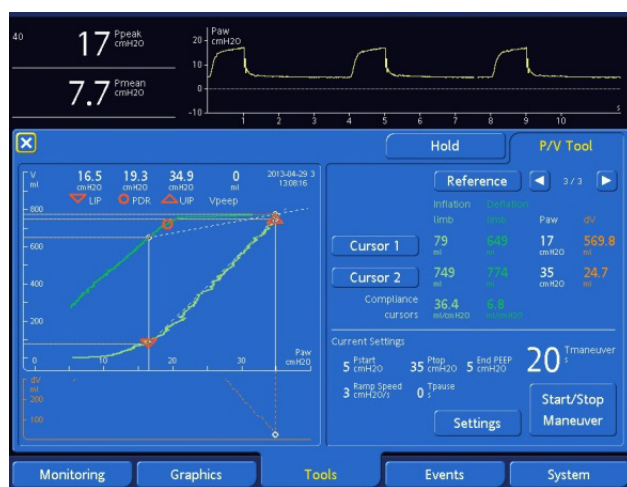 40
17 Ppeak cmH2O
7.7 Pmean cmH2O
Paw
cmH2O
20
10
0
-10
1 2 3 4 5 6 7 8 9 10
s
Hold
P/V Tool
V
ml
16.5 19.3 34.9 0
cmH2O cmH2O cmH2O ml
LIP PDR UIP Vpeep
2013-04-29 3
13:08:16
800
600
400
200
0 10 20 30
Paw
cmH2O
dV
ml
200
100
Reference
3/3
Inflation limb
Deflation limb
Paw
dV
Cursor 1
79 ml
649 ml
17 cmH2O
569.8 ml
Cursor 2
749 ml
774 ml
35 cmH2O
24.7 ml
Compliance cursors
36.4 ml/cmH2O
6.8 ml/cmH2O
Current Settings
5 Pstart cmH2O
35 Ptop cmH2O
5 End PEEP cmH2O
20 Tmaneuver s
3 Ramp Speed cmH2O/s
0 Tpause s
Settings
Start/Stop
Maneuver
Monitoring
Graphics
Tools
Events
System